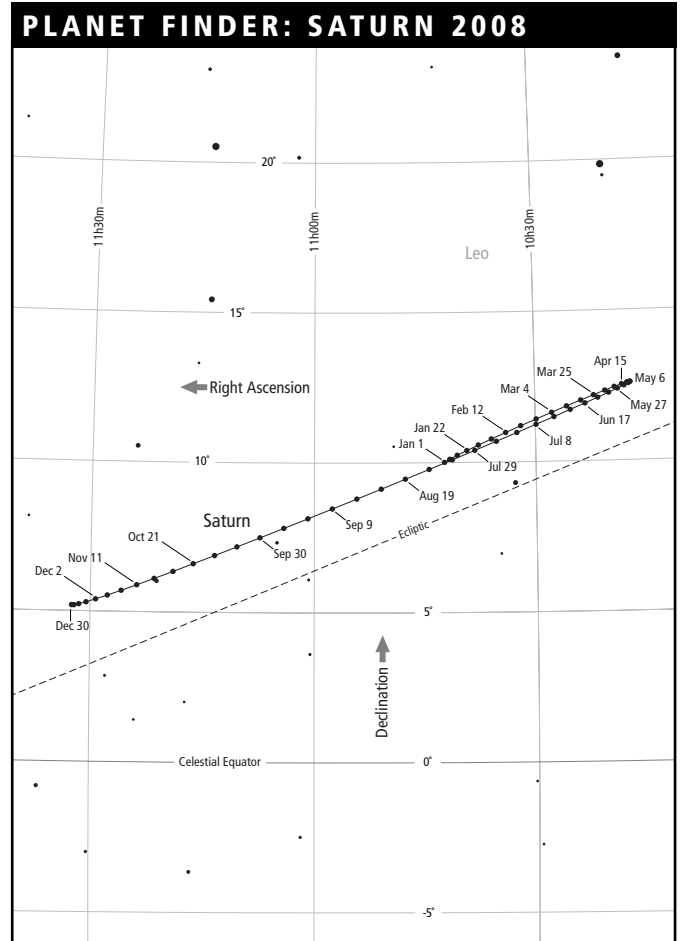 PLANET FINDER: SATURN 2008
20˚
11h30m
11h00m
10h30m
Leo
15˚
Right Ascension
Apr 15
Mar 25
May 6
Mar 4
May 27
Feb 12
Jun 17
Jan 22
Jul 8
Jan 1
10˚
Jul 29
Aug 19
Saturn
Sep 9
Oct 21
Ecliptic
Sep 30
Nov 11
Dec 2
5˚
Dec 30
Declination
Celestial Equator
0˚
-5˚